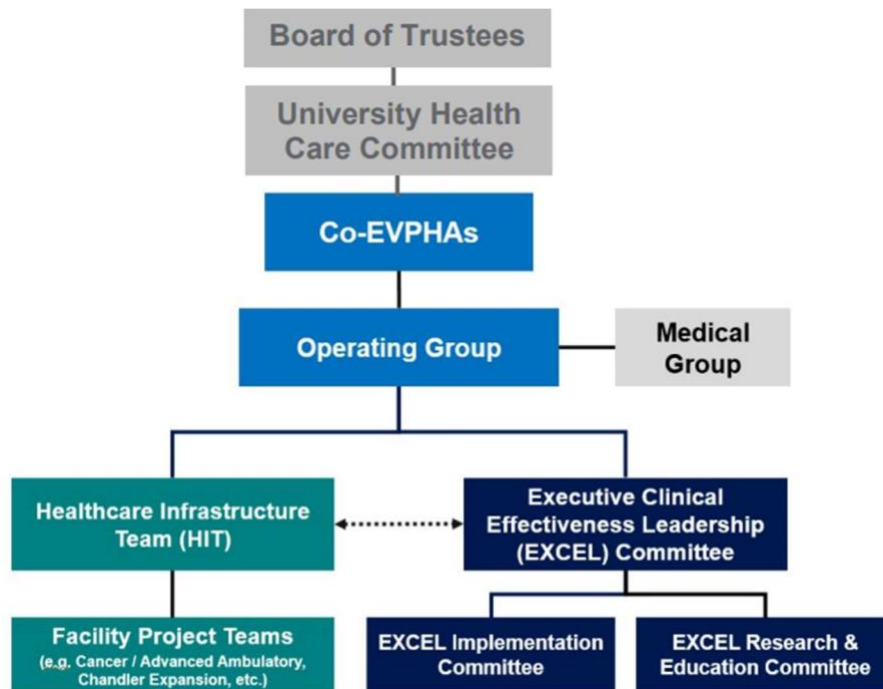 Board of Trustees
University Health
Care Committee
Co-EVPHAs
Operating Group
Medical
Group
Healthcare Infrastructure
Team (HIT)
Executive Clinical
Effectiveness Leadership
(EXCEL) Committee
Facility Project Teams
(e.g. Cancer / Advanced Ambulatory,
Chandler Expansion, etc.)
EXCEL Implementation
Committee
EXCEL Research &
Education Committee